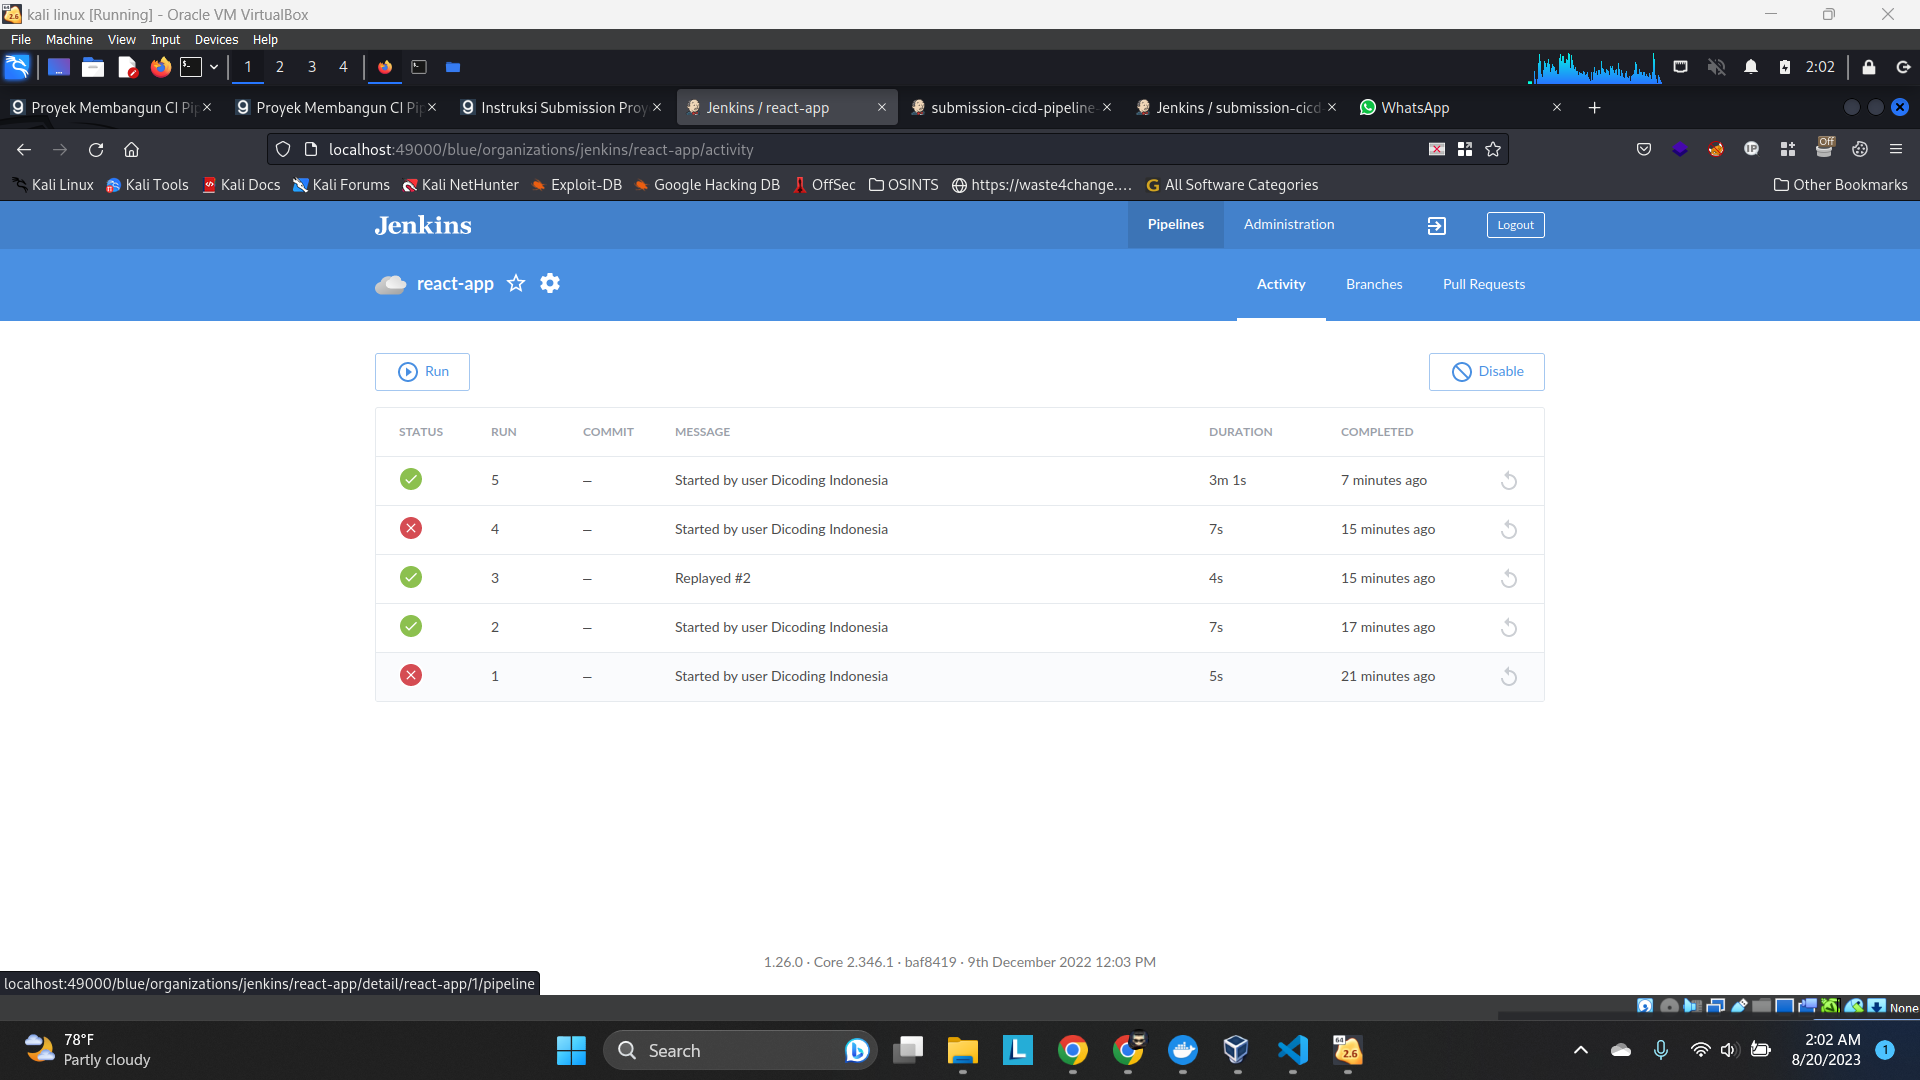 kali linux [Running] - Oracle VM VirtualBox
File Machine View Input Devices Help
1 2 3 4 2:02
Proyek Membangun CI Pip Proyek Membangun CI Pip Instruksi Submission Proy Jenkins / react-app submission-cicd-pipeline Jenkins / submission-cicd WhatsApp
localhost:49000/blue/organizations/jenkins/react-app/activity
Off
IP
Kali Linux Kali Tools Kali Docs Kali Forums Kali NetHunter Exploit-DB Google Hacking DB OffSec OSINTS https://waste4change.... All Software Categories Other Bookmarks
Jenkins Pipelines Administration Logout
react-app Activity Branches Pull Requests
Run Disable
STATUS RUN COMMIT MESSAGE DURATION COMPLETED
5 — Started by user Dicoding Indonesia 3m 1s 7 minutes ago
4 — Started by user Dicoding Indonesia 7s 15 minutes ago
3 — Replayed #2 4s 15 minutes ago
2 — Started by user Dicoding Indonesia 7s 17 minutes ago
1 — Started by user Dicoding Indonesia 5s 21 minutes ago
1.26.0 · Core 2.346.1 · baf8419 · 9th December 2022 12:03 PM
localhost:49000/blue/organizations/jenkins/react-app/detail/react-app/1/pipeline
None
78°F
Partly cloudy
Search
L
64
2.6
2:02 AM
8/20/2023
1